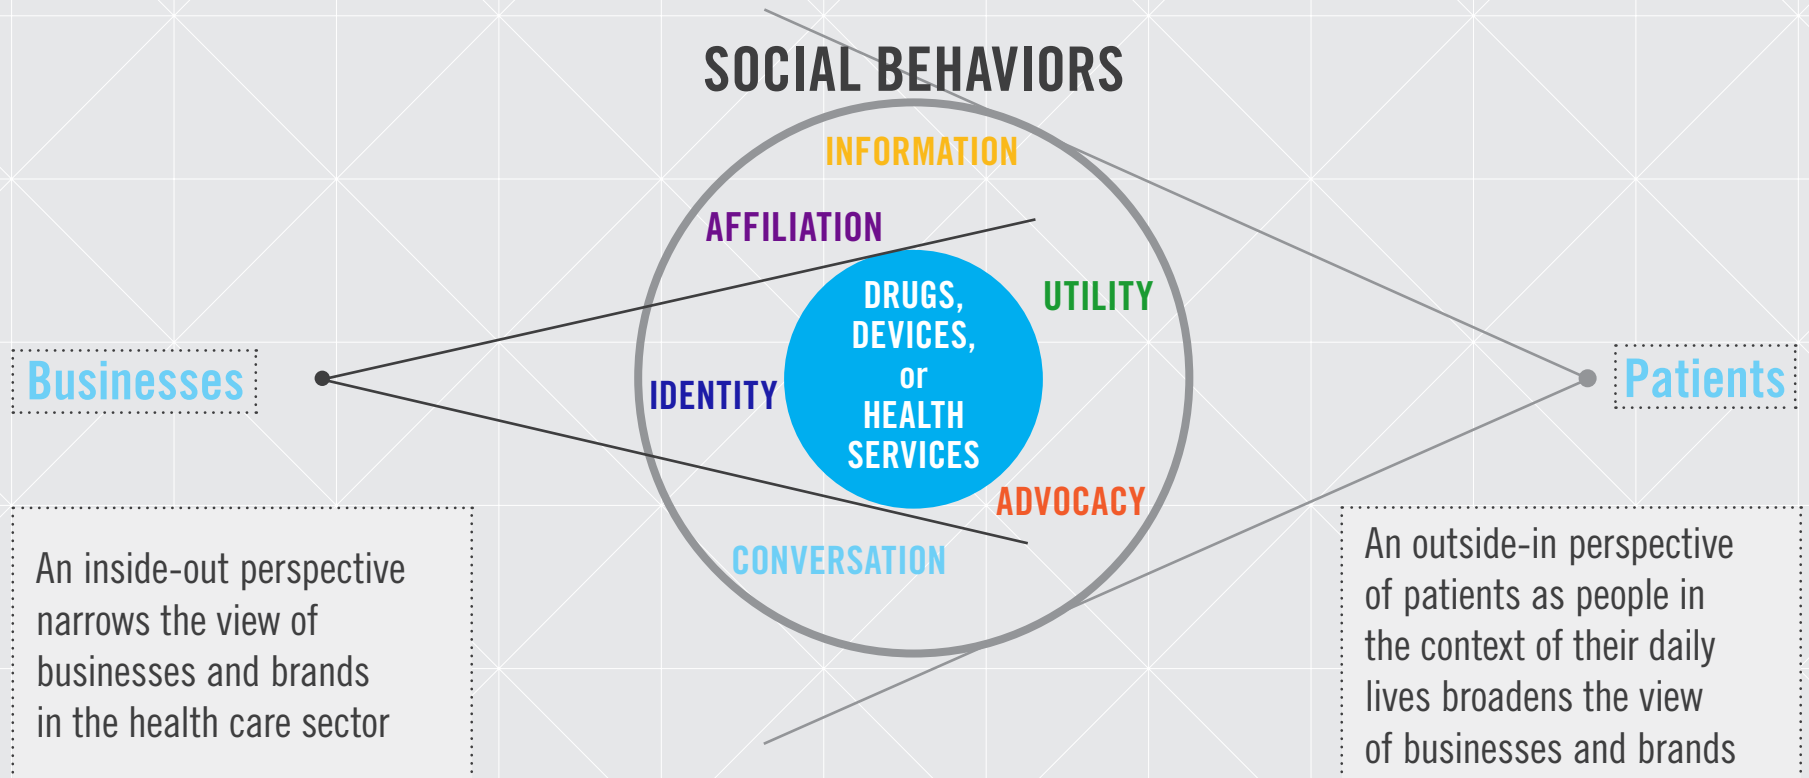 SOCIAL BEHAVIORS
INFORMATION
AFFILIATION
UTILITY
IDENTITY
ADVOCACY
CONVERSATION
DRUGS,
DEVICES,
or
HEALTH
SERVICES
Businesses
Patients
An inside-out perspective
narrows the view of
businesses and brands
in the health care sector
An outside-in perspective
of patients as people in
the context of their daily
lives broadens the view
of businesses and brands